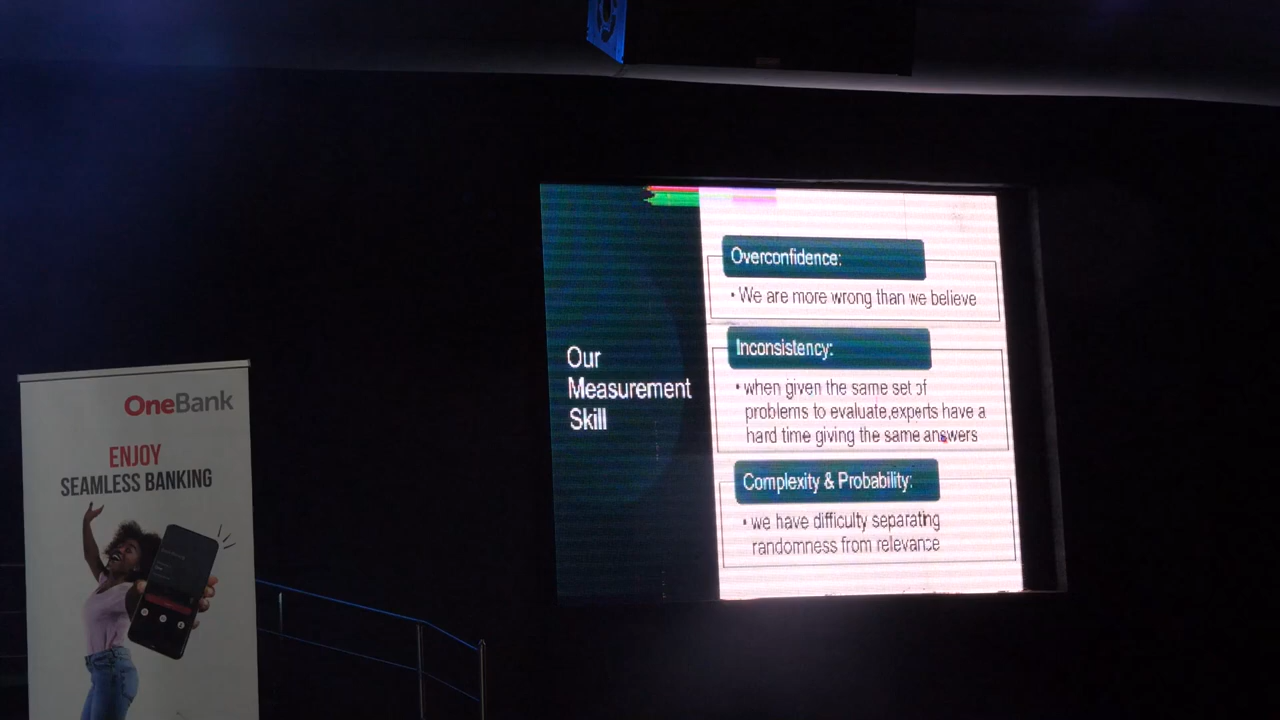 Our
Measurement
Skill
Overconfidence:
• We are more wrong than we believe
Inconsistency:
• when given the same set of
problems to evaluate,experts have a
hard time giving the same answers
Complexity & Probability:
• we have difficulty separating
randomness from relevance
OneBank
ENJOY
SEAMLESS BANKING